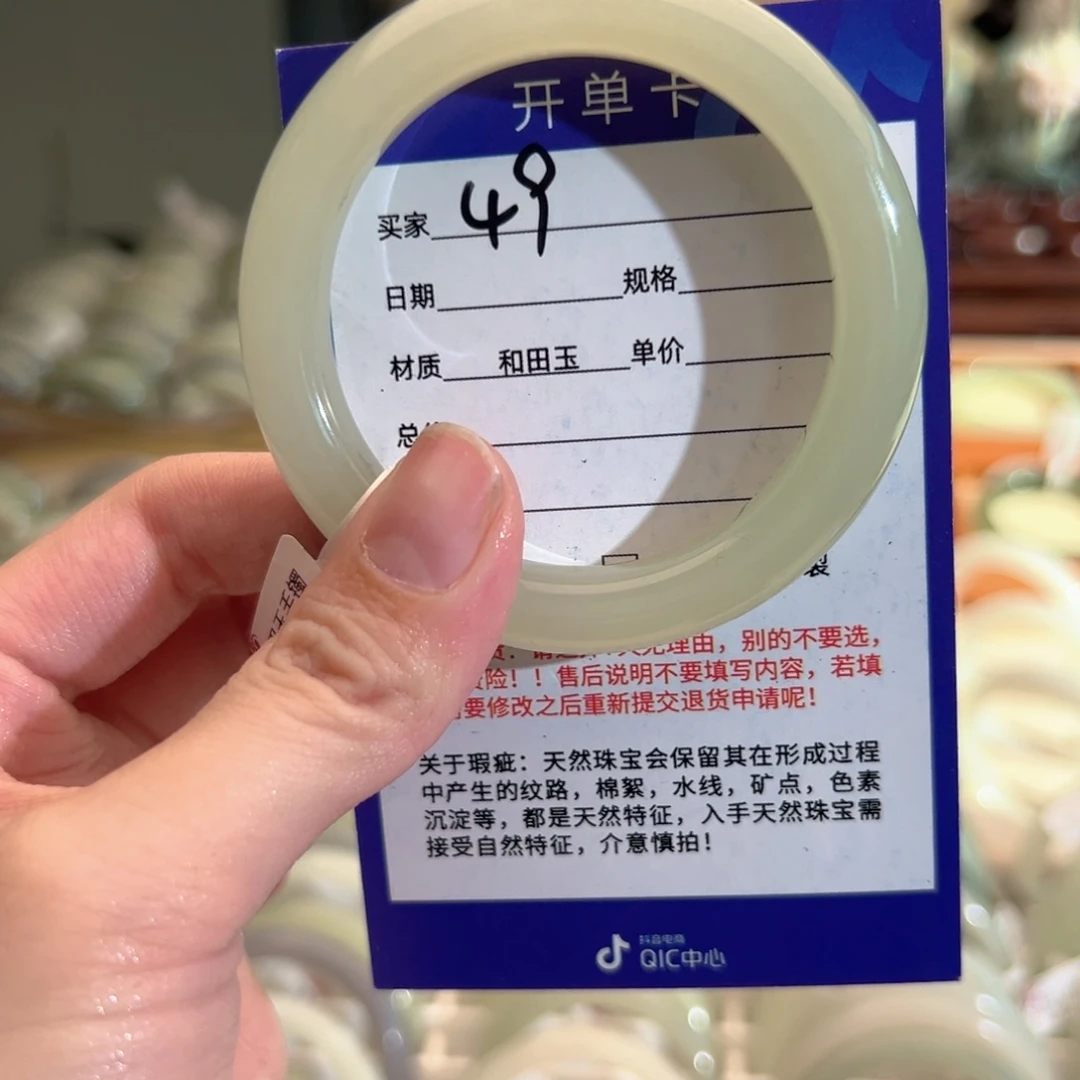 开单卡
买家 49
日期 规格
材质 和田玉 单价
总
製
无理由，别的不要选，
险！！售后说明不要填写内容，若填
要修改之后重新提交退货申请呢！
关于瑕疵：天然珠宝会保留其在形成过程
中产生的纹路，棉絮，水线，矿点，色素
沉淀等，都是天然特征，入手天然珠宝需
接受自然特征，介意慎拍！
抖音电商
QIC中心